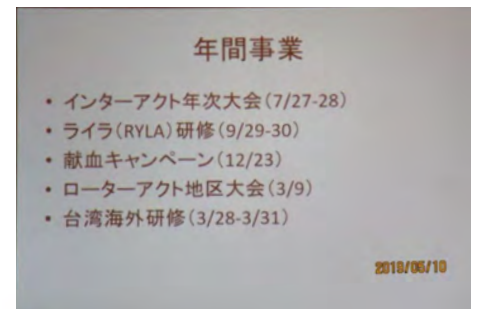 年間事業
• インターアクト年次大会(7/27-28)
• ライラ(RYLA)研修(9/29-30)
• 献血キャンペーン(12/23)
• ローターアクト地区大会(3/9)
• 台湾海外研修(3/28-3/31)
2019/05/10